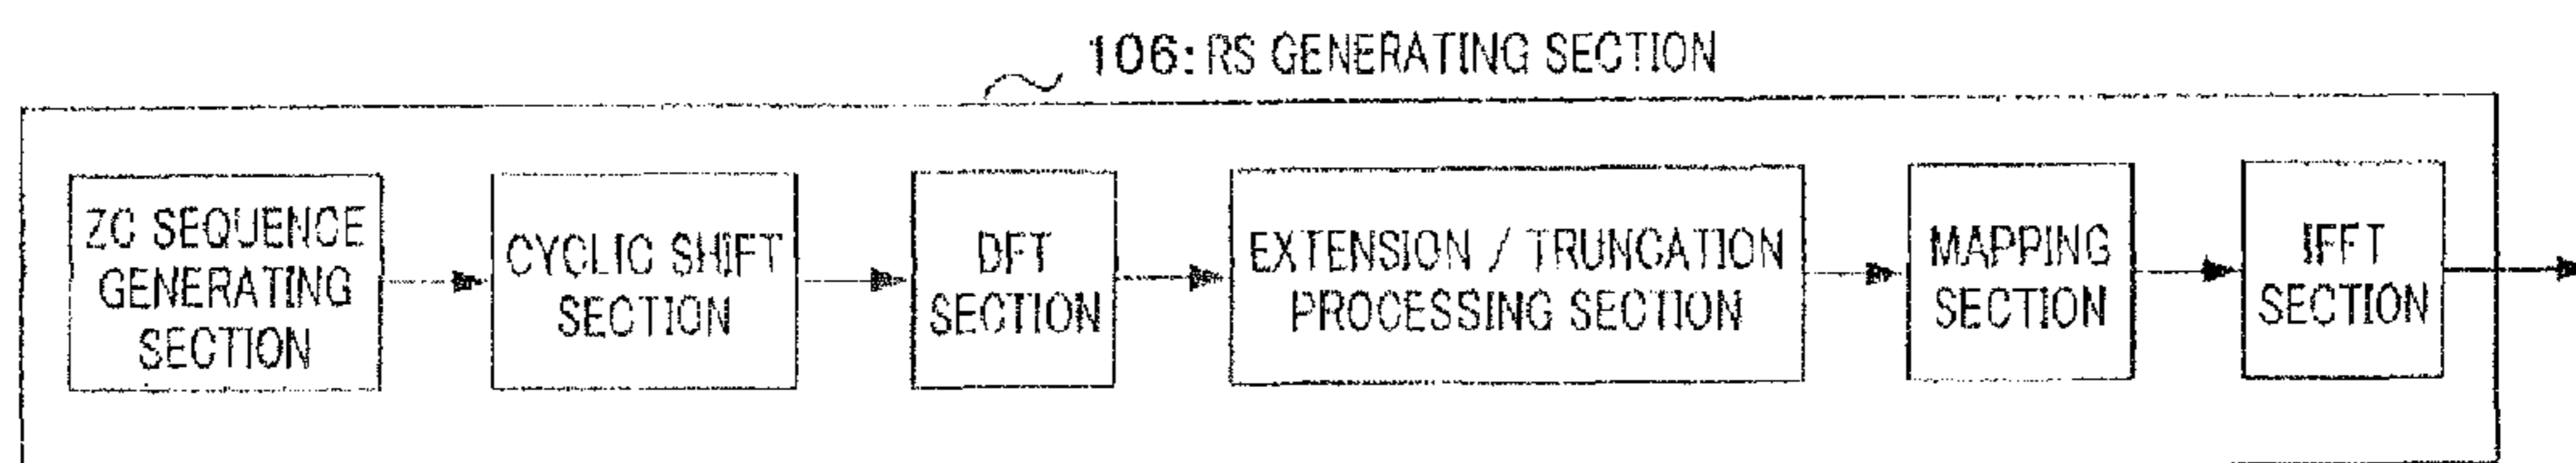 106: RS GENERATING SECTION
ZC SEQUENCE
GENERATING
SECTION
CYCLIC SHIFT
SECTION
DFT
SECTION
EXTENSION / TRUNCATION
PROCESSING SECTION
MAPPING
SECTION
IFFT
SECTION